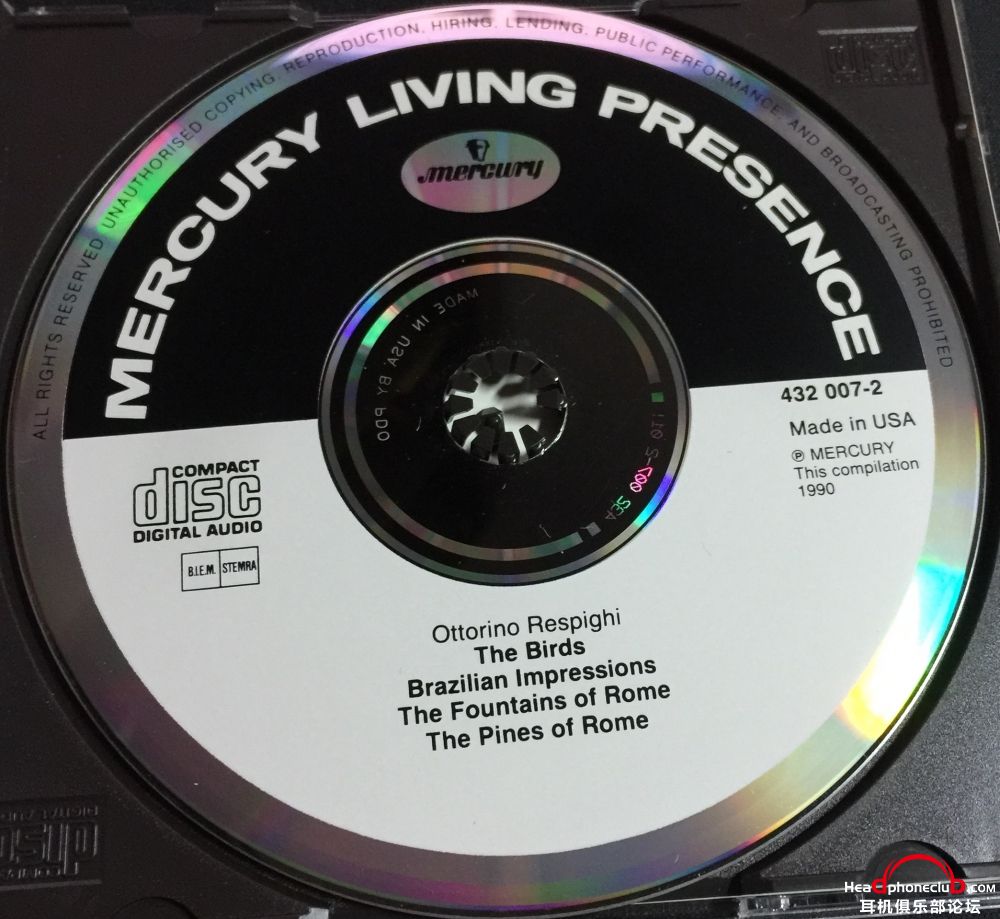 ALL RIGHTS RESERVED UNAUTHORISED COPYING, REPRODUCTION, HIRING, LENDING, PUBLIC PERFORMANCE, AND BROADCASTING PROHIBITED
MERCURY LIVING PRESENCE
mercury
MADE IN USA BY PDO
432 007-2
Made in USA
℗ MERCURY
This compilation
1990
COMPACT
disc
DIGITAL AUDIO
B.I.E.M. STEMRA
Ottorino Respighi
The Birds
Brazilian Impressions
The Fountains of Rome
The Pines of Rome
Headphoneclub.COM
耳机俱乐部论坛